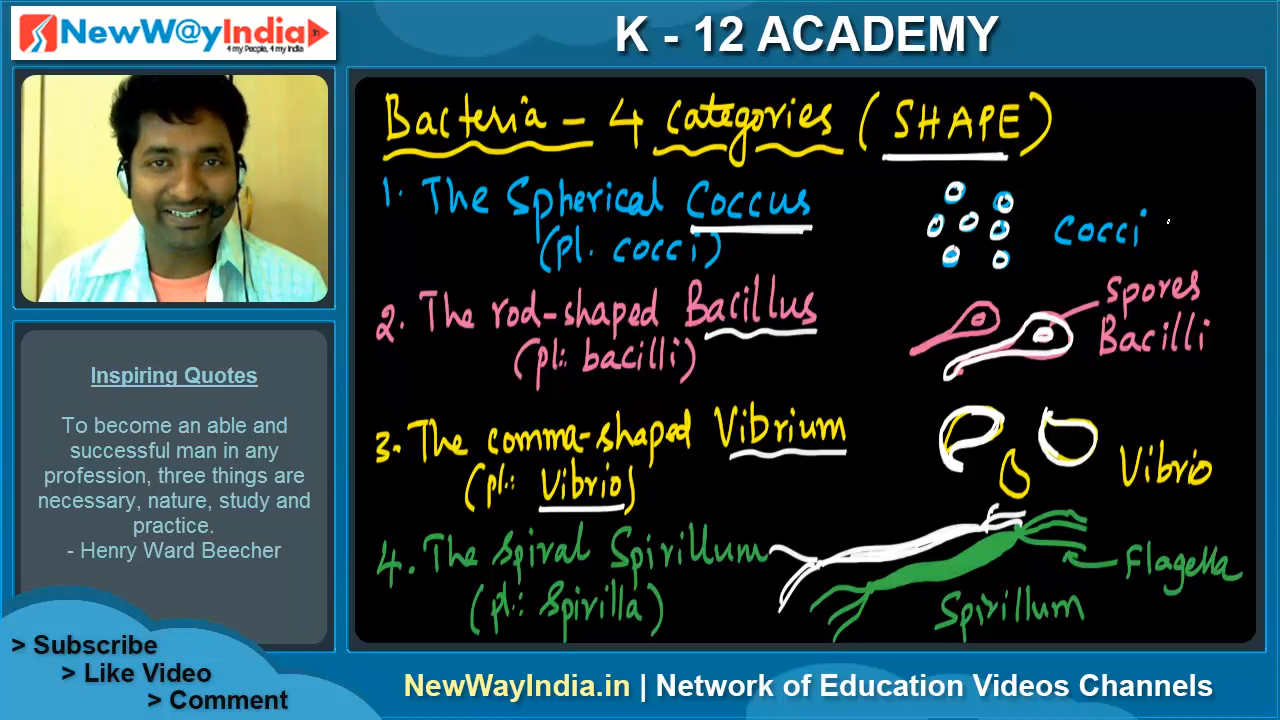 NewW@yIndia.in
4 my People, 4 my India
K - 12 ACADEMY
Bacteria - 4 Categories (SHAPE)
1. The Spherical Coccus
(pl. cocci)
Cocci
2. The rod-shaped Bacillus
(pl: bacilli)
Spores
Bacilli
3. The comma-shaped Vibrium
(pl: Vibrio)
Vibrio
4. The Spiral Spirillum
(pl: Spirilla)
Flagella
Spirillum
Inspiring Quotes
To become an able and
successful man in any
profession, three things are
necessary, nature, study and
practice.
- Henry Ward Beecher
> Subscribe
> Like Video
> Comment
NewWayIndia.in | Network of Education Videos Channels